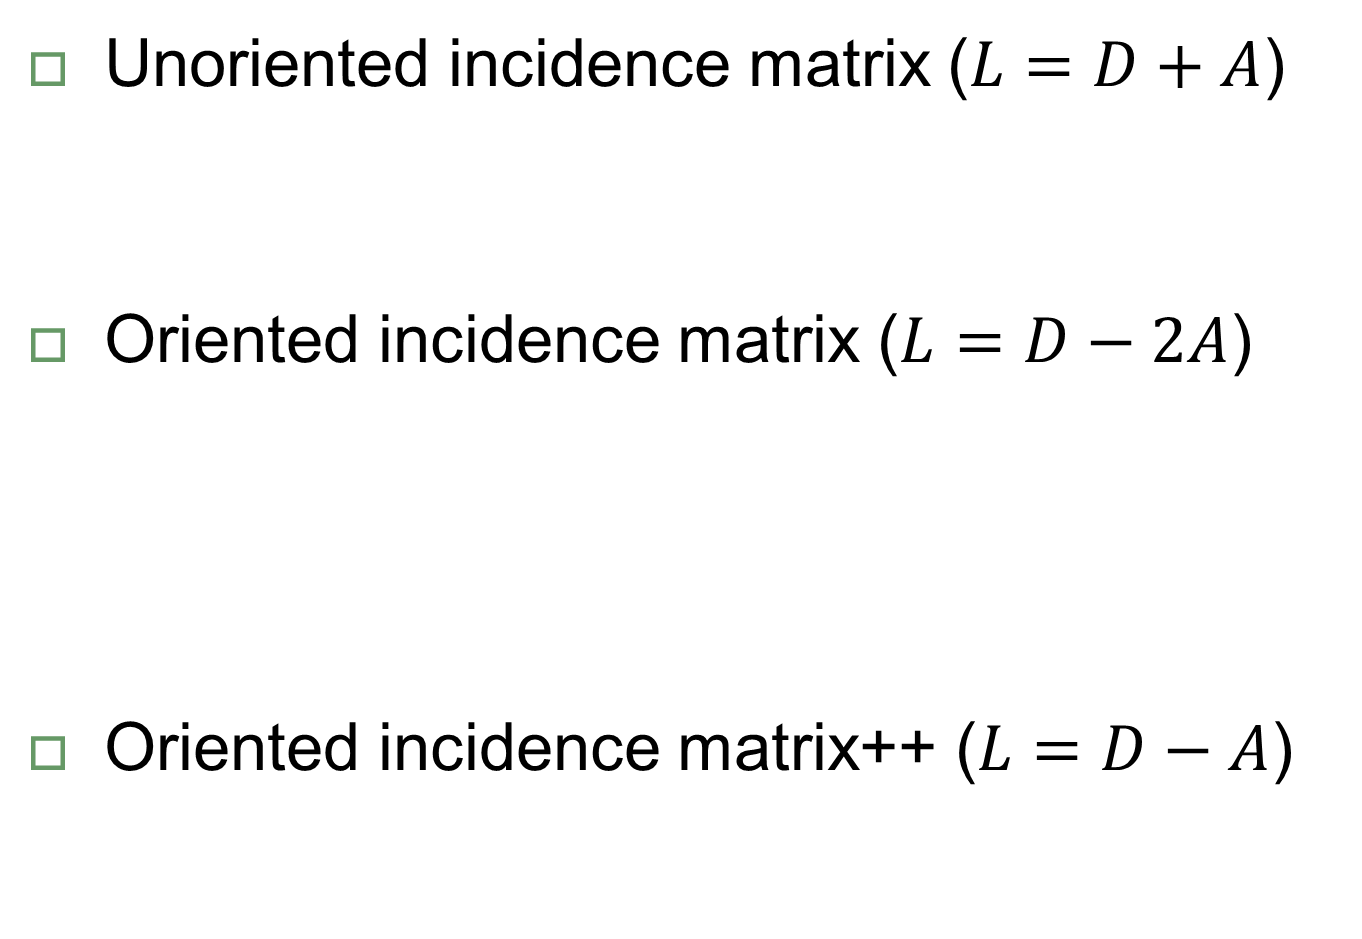 Unoriented incidence matrix (𝐿 = 𝐷 + 𝐴)
Oriented incidence matrix (𝐿 = 𝐷 − 2𝐴)
Oriented incidence matrix++ (𝐿 = 𝐷 − 𝐴)